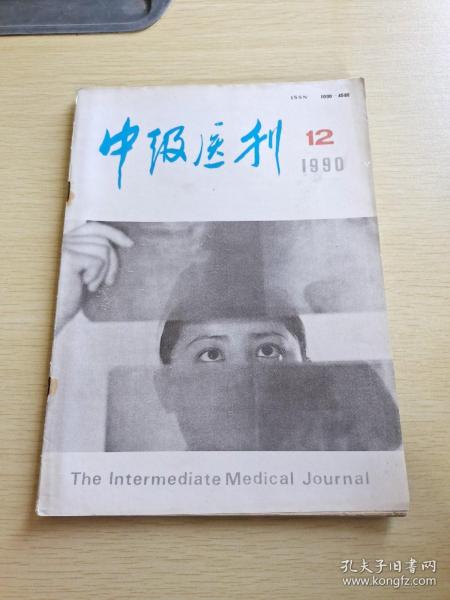 ISSN 1000-4580
中级医刊 12
1990
The Intermediate Medical Journal
孔夫子旧书网
www.kongfz.com